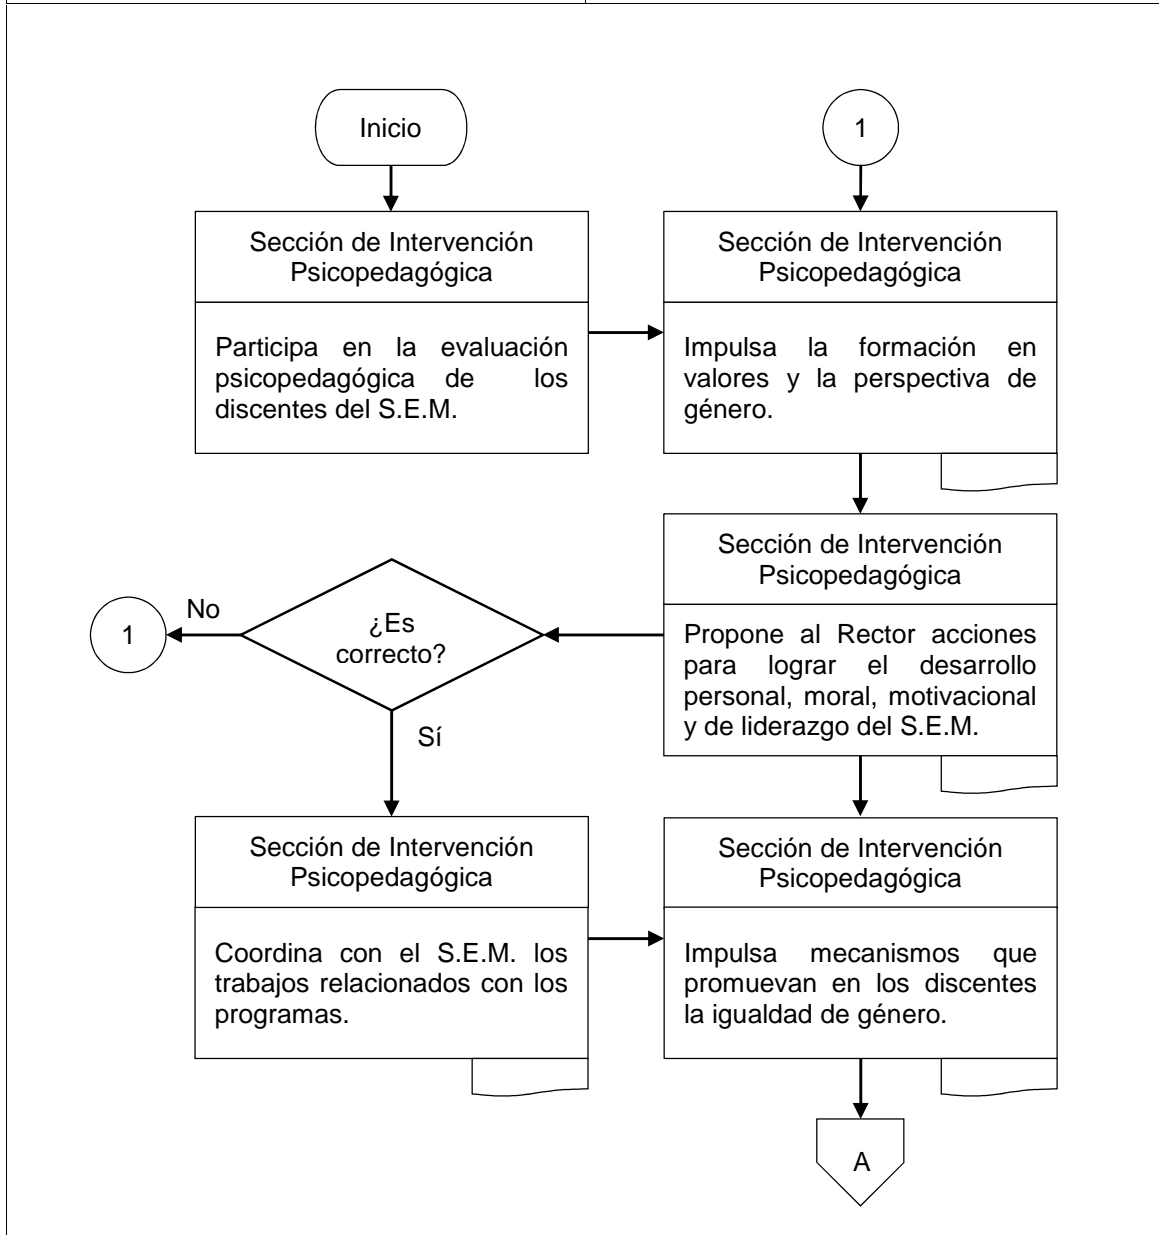 Inicio
1
Sección de Intervención
Psicopedagógica
Participa en la evaluación
psicopedagógica de los
discentes del S.E.M.
Sección de Intervención
Psicopedagógica
Impulsa la formación en
valores y la perspectiva de
género.
Sección de Intervención
Psicopedagógica
Propone al Rector acciones
para lograr el desarrollo
personal, moral, motivacional
y de liderazgo del S.E.M.
¿Es
correcto?
No
1
Sí
Sección de Intervención
Psicopedagógica
Coordina con el S.E.M. los
trabajos relacionados con los
programas.
Sección de Intervención
Psicopedagógica
Impulsa mecanismos que
promuevan en los discentes
la igualdad de género.
A